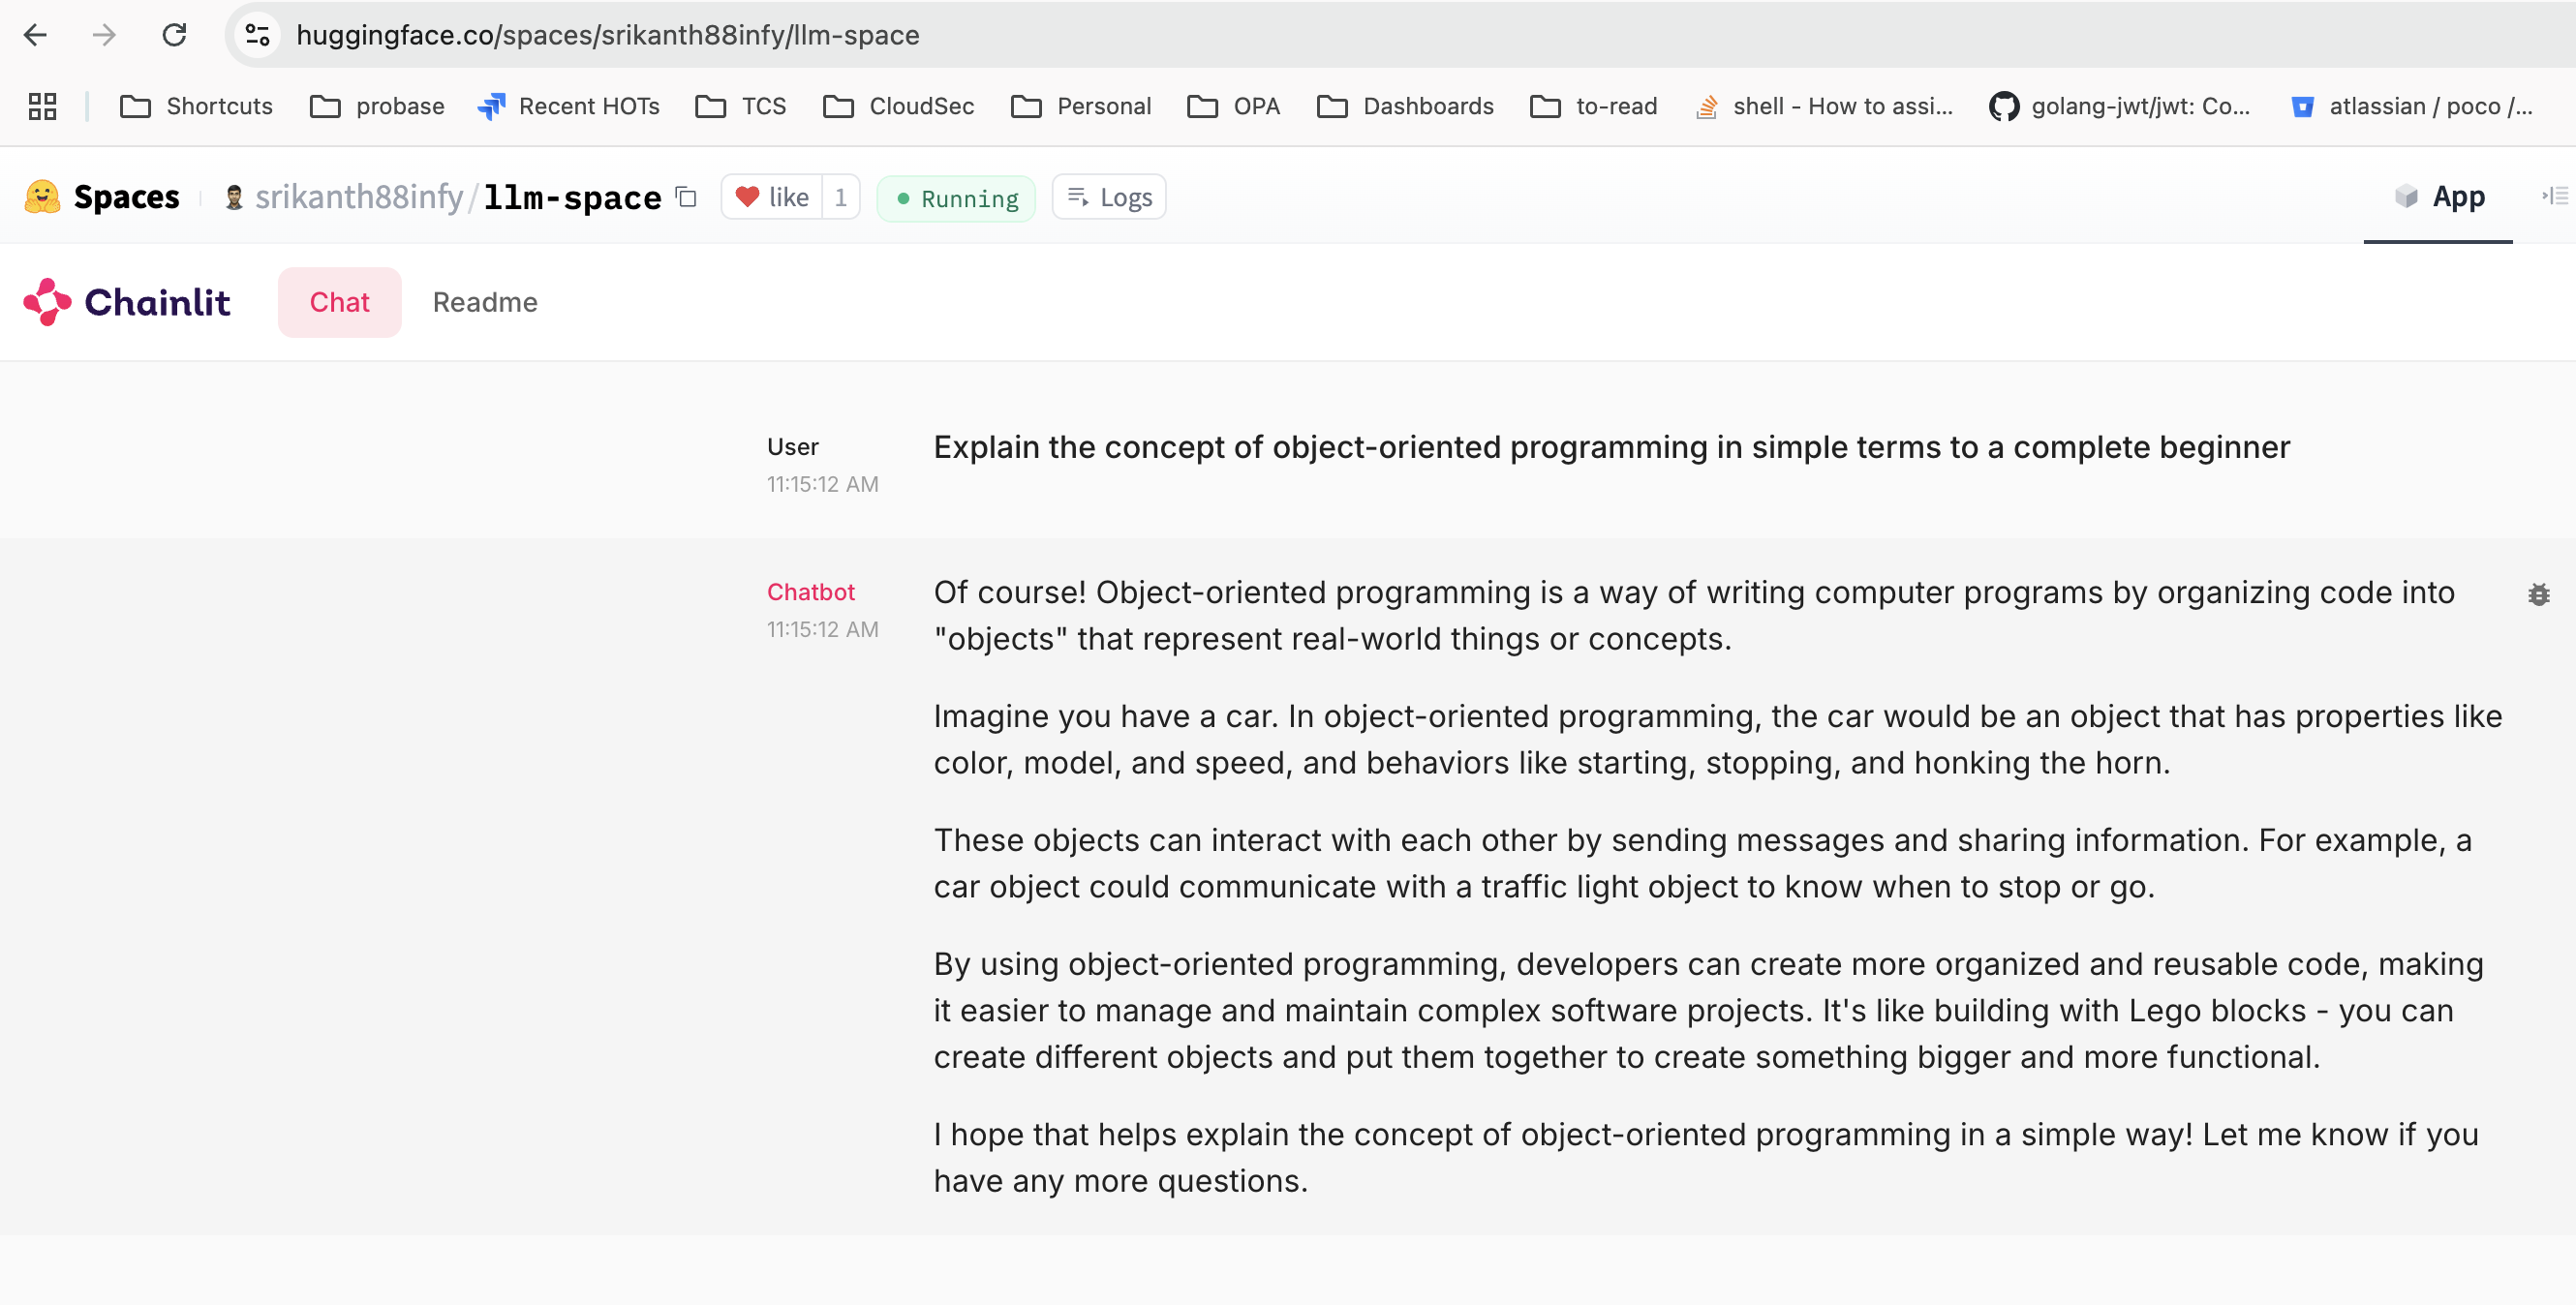 huggingface.co/spaces/srikanth88infy/llm-space
Shortcuts probase Recent HOTs TCS CloudSec Personal OPA Dashboards to-read shell - How to assi... golang-jwt/jwt: Co... atlassian / poco /...
Spaces srikanth88infy/llm-space like 1 Running Logs App
Chainlit Chat Readme
User Explain the concept of object-oriented programming in simple terms to a complete beginner
11:15:12 AM
Chatbot Of course! Object-oriented programming is a way of writing computer programs by organizing code into
11:15:12 AM "objects" that represent real-world things or concepts.
Imagine you have a car. In object-oriented programming, the car would be an object that has properties like
color, model, and speed, and behaviors like starting, stopping, and honking the horn.
These objects can interact with each other by sending messages and sharing information. For example, a
car object could communicate with a traffic light object to know when to stop or go.
By using object-oriented programming, developers can create more organized and reusable code, making
it easier to manage and maintain complex software projects. It's like building with Lego blocks - you can
create different objects and put them together to create something bigger and more functional.
I hope that helps explain the concept of object-oriented programming in a simple way! Let me know if you
have any more questions.